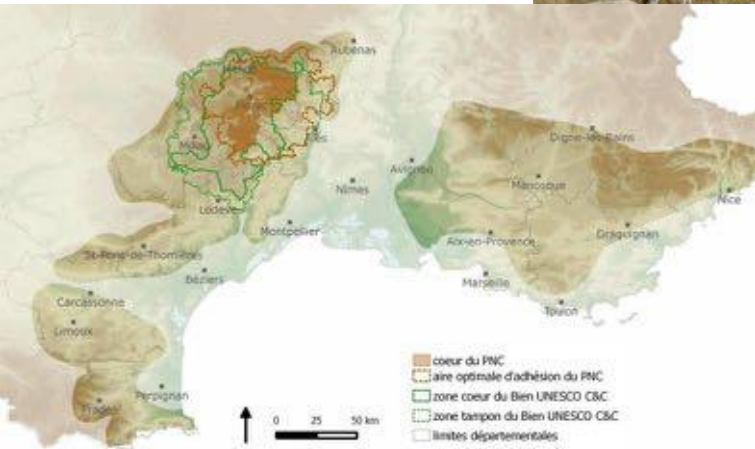 Aubenas
Avignon
Digne-les-Bains
Manosque
Nîmes
Nice
Lodève
Montpellier
Aix-en-Provence
Draguignan
St-Pons-de-Thomières
Béziers
Marseille
Carcassonne
Toulon
Limoux
Perpignan
Prades
0 25 50 km
coeur du PNC
aire optimale d'adhésion du PNC
zone coeur du Bien UNESCO C&C
zone tampon du Bien UNESCO C&C
limites départementales